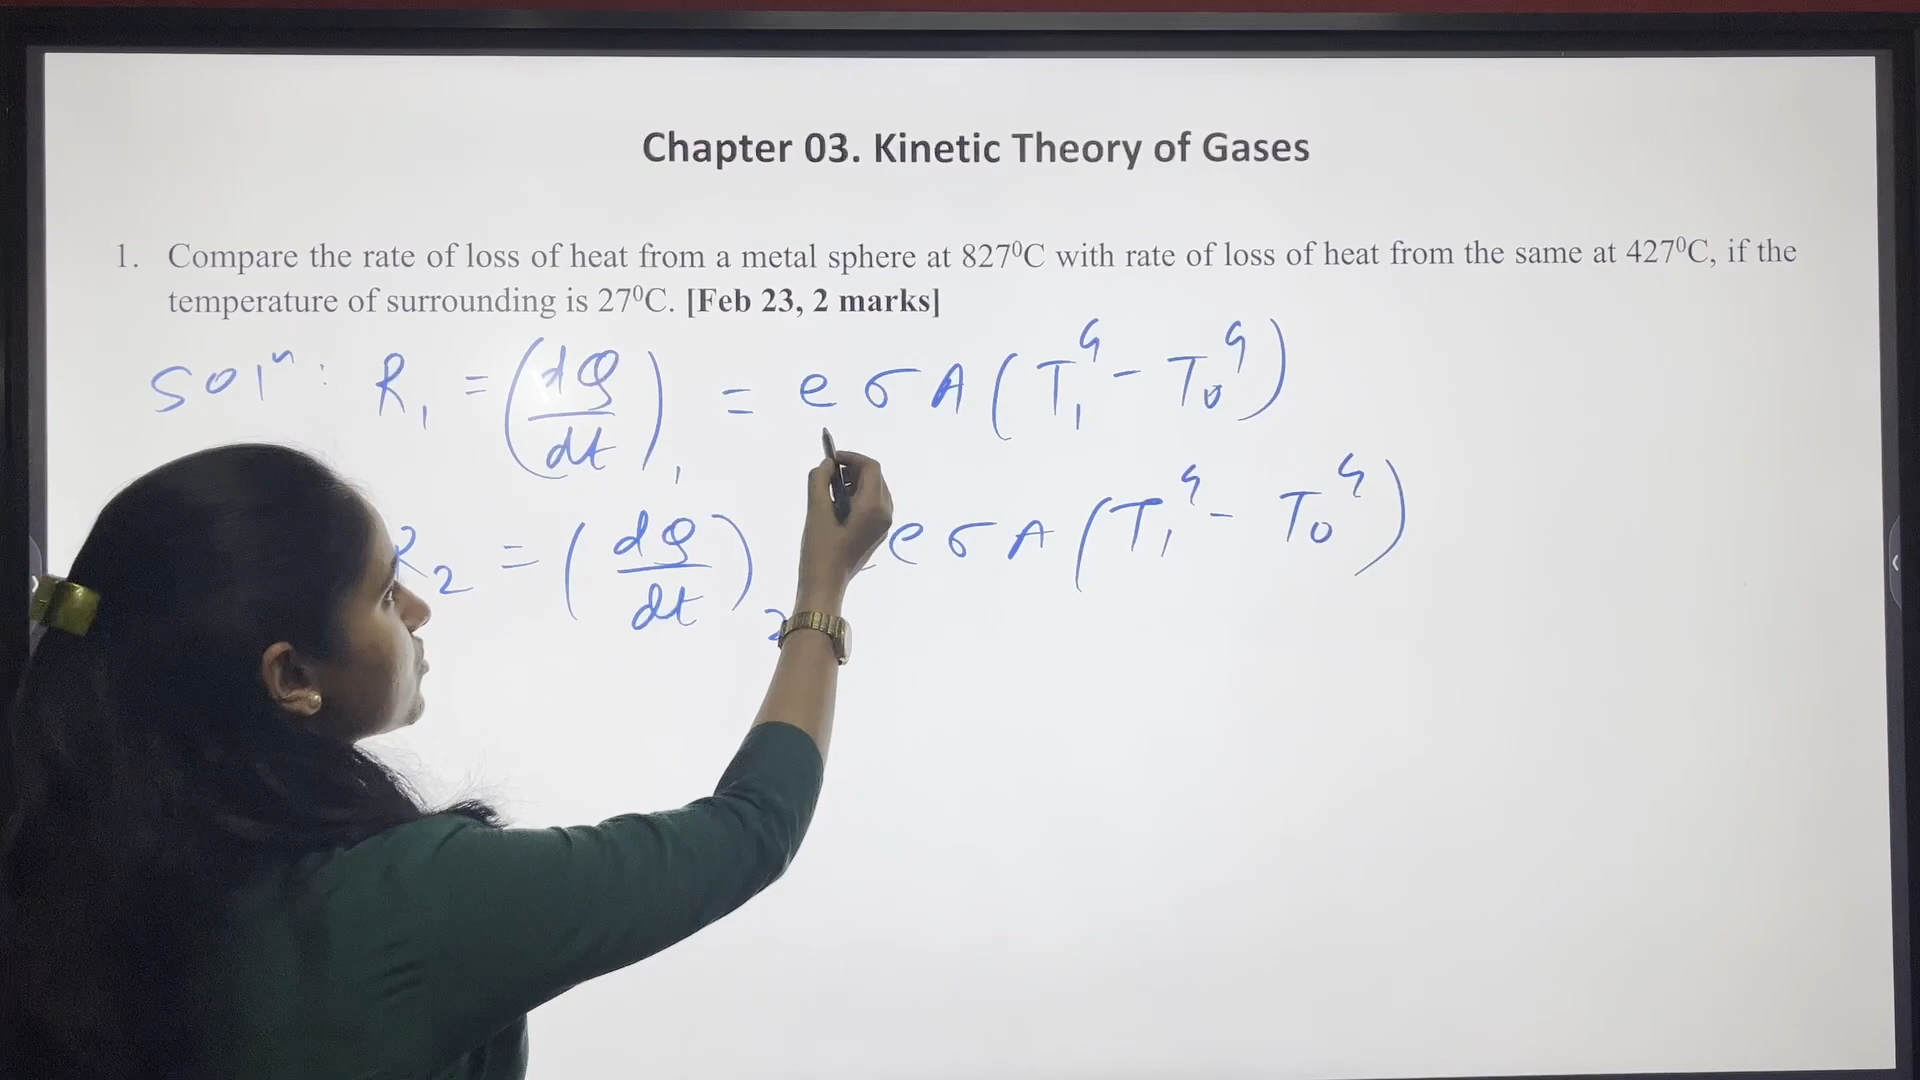 Chapter 03. Kinetic Theory of Gases
1. Compare the rate of loss of heat from a metal sphere at 827⁰C with rate of loss of heat from the same at 427⁰C, if the
temperature of surrounding is 27⁰C. [Feb 23, 2 marks]
Solⁿ: R₁ = (dQ/dt)₁ = e σ A (T₁⁴ - T₀⁴)
R₂ = (dQ/dt)₂ = e σ A (T₁⁴ - T₀⁴)